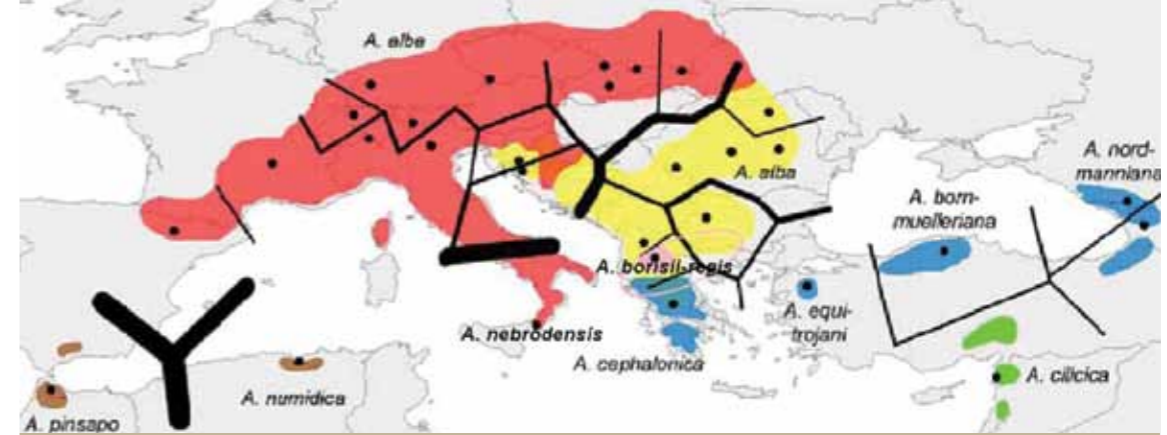 A. alba
A. nord-
manniana
A. alba
A. born-
muelleriana
A. borisii-regis
A. equi-
trojani
A. nebrodensis
A. cephalonica
A. cilicica
A. numidica
A. pinsapo